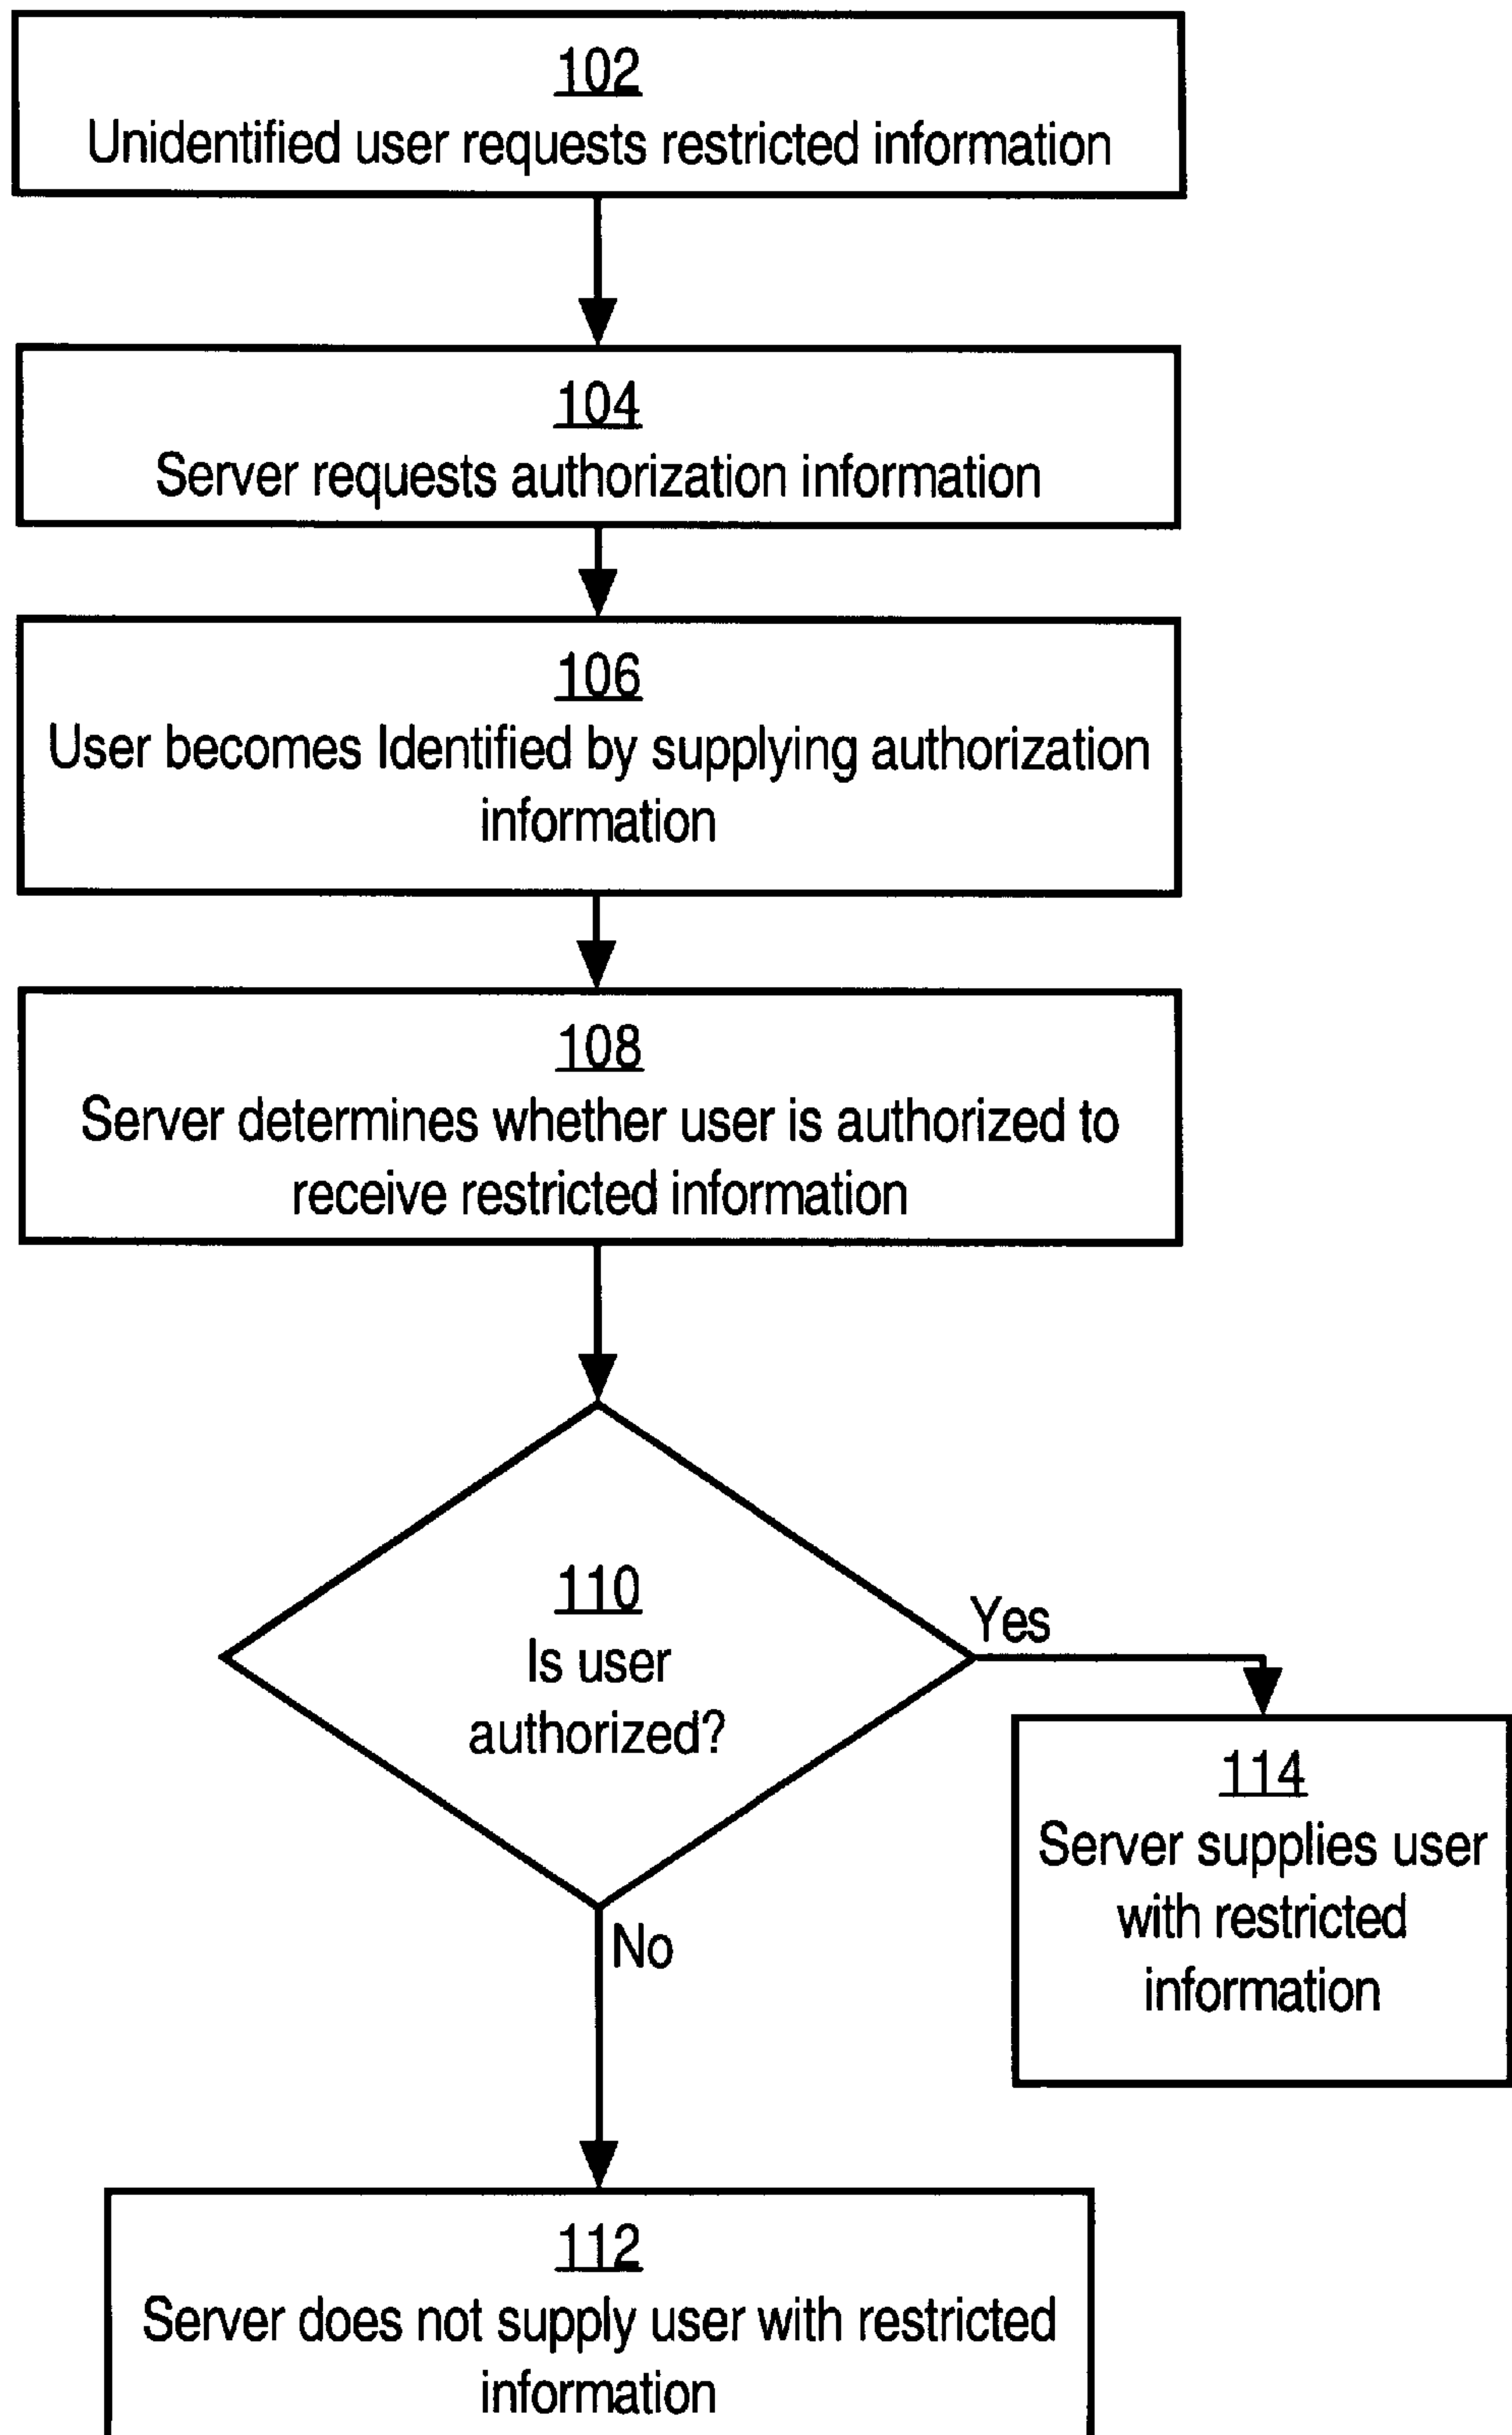 102
Unidentified user requests restricted information
104
Server requests authorization information
106
User becomes Identified by supplying authorization
information
108
Server determines whether user is authorized to
receive restricted information
110
Is user
authorized?
Yes
No
114
Server supplies user
with restricted
information
112
Server does not supply user with restricted
information